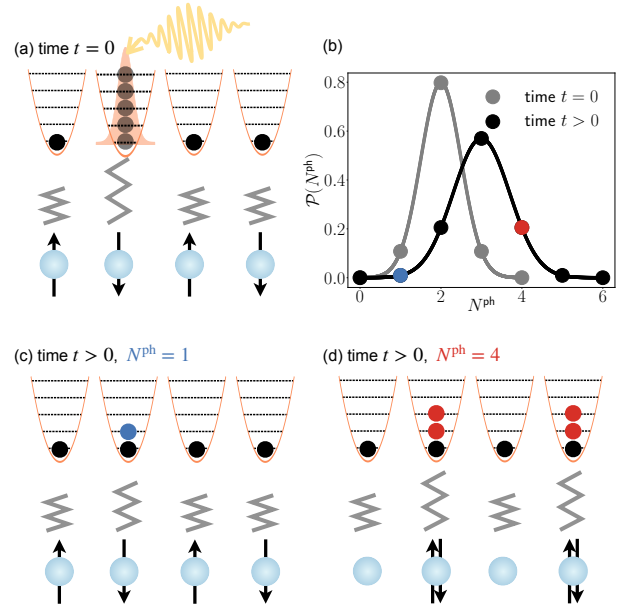 (a) time t = 0
(b)
0.8
0.6
0.4
0.2
0.0
P(N^ph)
time t = 0
time t > 0
0
2
4
6
N^ph
(c) time t > 0, N^ph = 1
(d) time t > 0, N^ph = 4